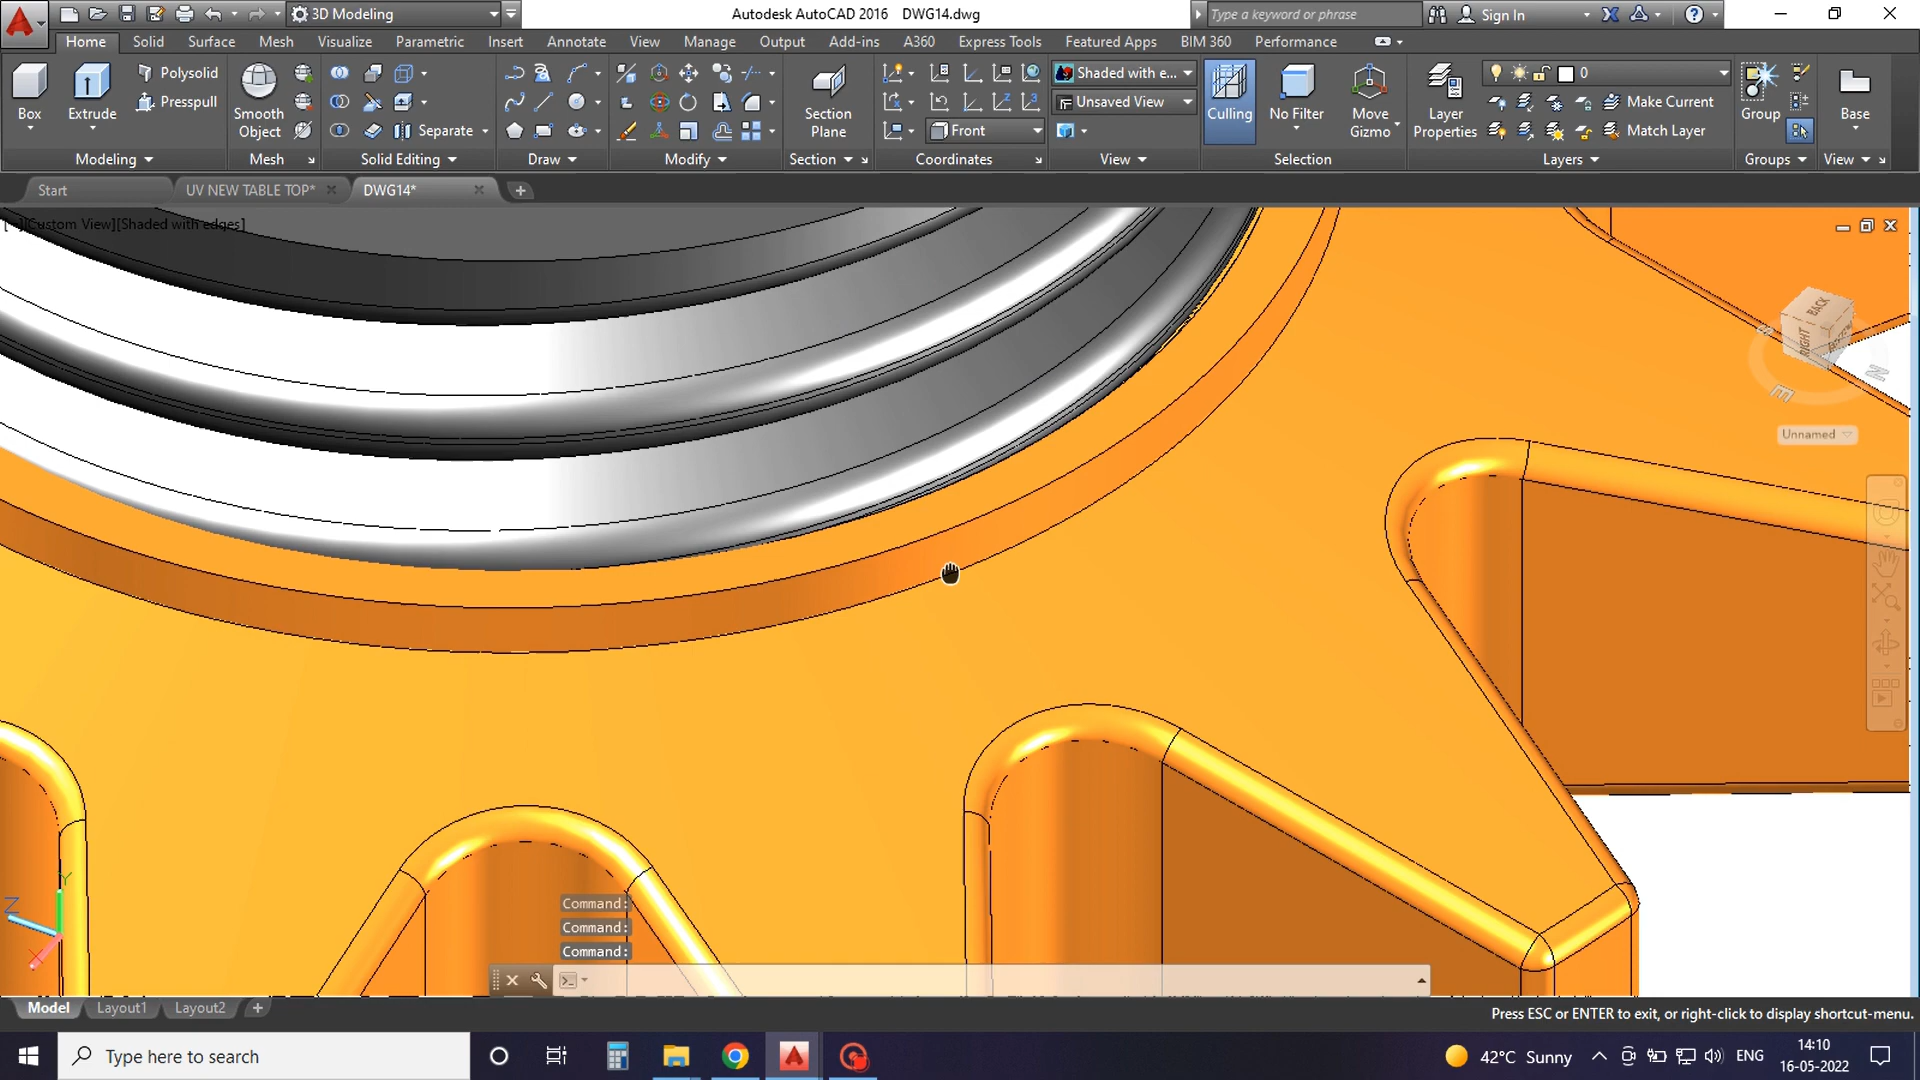 3D Modeling
Autodesk AutoCAD 2016 DWG14.dwg
Type a keyword or phrase
Sign In
Home Solid Surface Mesh Visualize Parametric Insert Annotate View Manage Output Add-ins A360 Express Tools Featured Apps BIM 360 Performance
Box
Extrude
Polysolid
Presspull
Modeling
Smooth
Object
Mesh
Separate
Solid Editing
Draw
Modify
Section
Plane
Section
Front
Coordinates
Shaded with e...
Unsaved View
View
Culling
No Filter
Move
Gizmo
Selection
Layer
Properties
0
Make Current
Match Layer
Layers
Group
Groups
Base
View
Start
UV NEW TABLE TOP*
DWG14*
Custom View][Shaded with edges]
BACK
RIGHT
N
E
Unnamed
Y
Z
X
Command:
Command:
Command:
Model
Layout1
Layout2
Press ESC or ENTER to exit, or right-click to display shortcut-menu.
Type here to search
42°C Sunny
ENG
14:10
16-05-2022